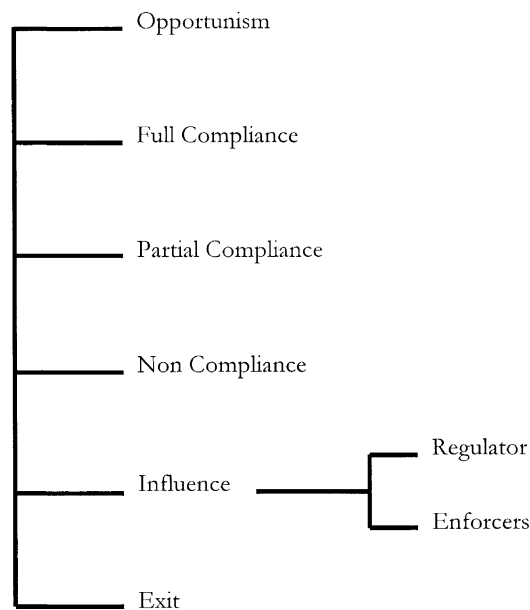 Opportunism
Full Compliance
Partial Compliance
Non Compliance
Regulator
Influence
Enforcers
Exit